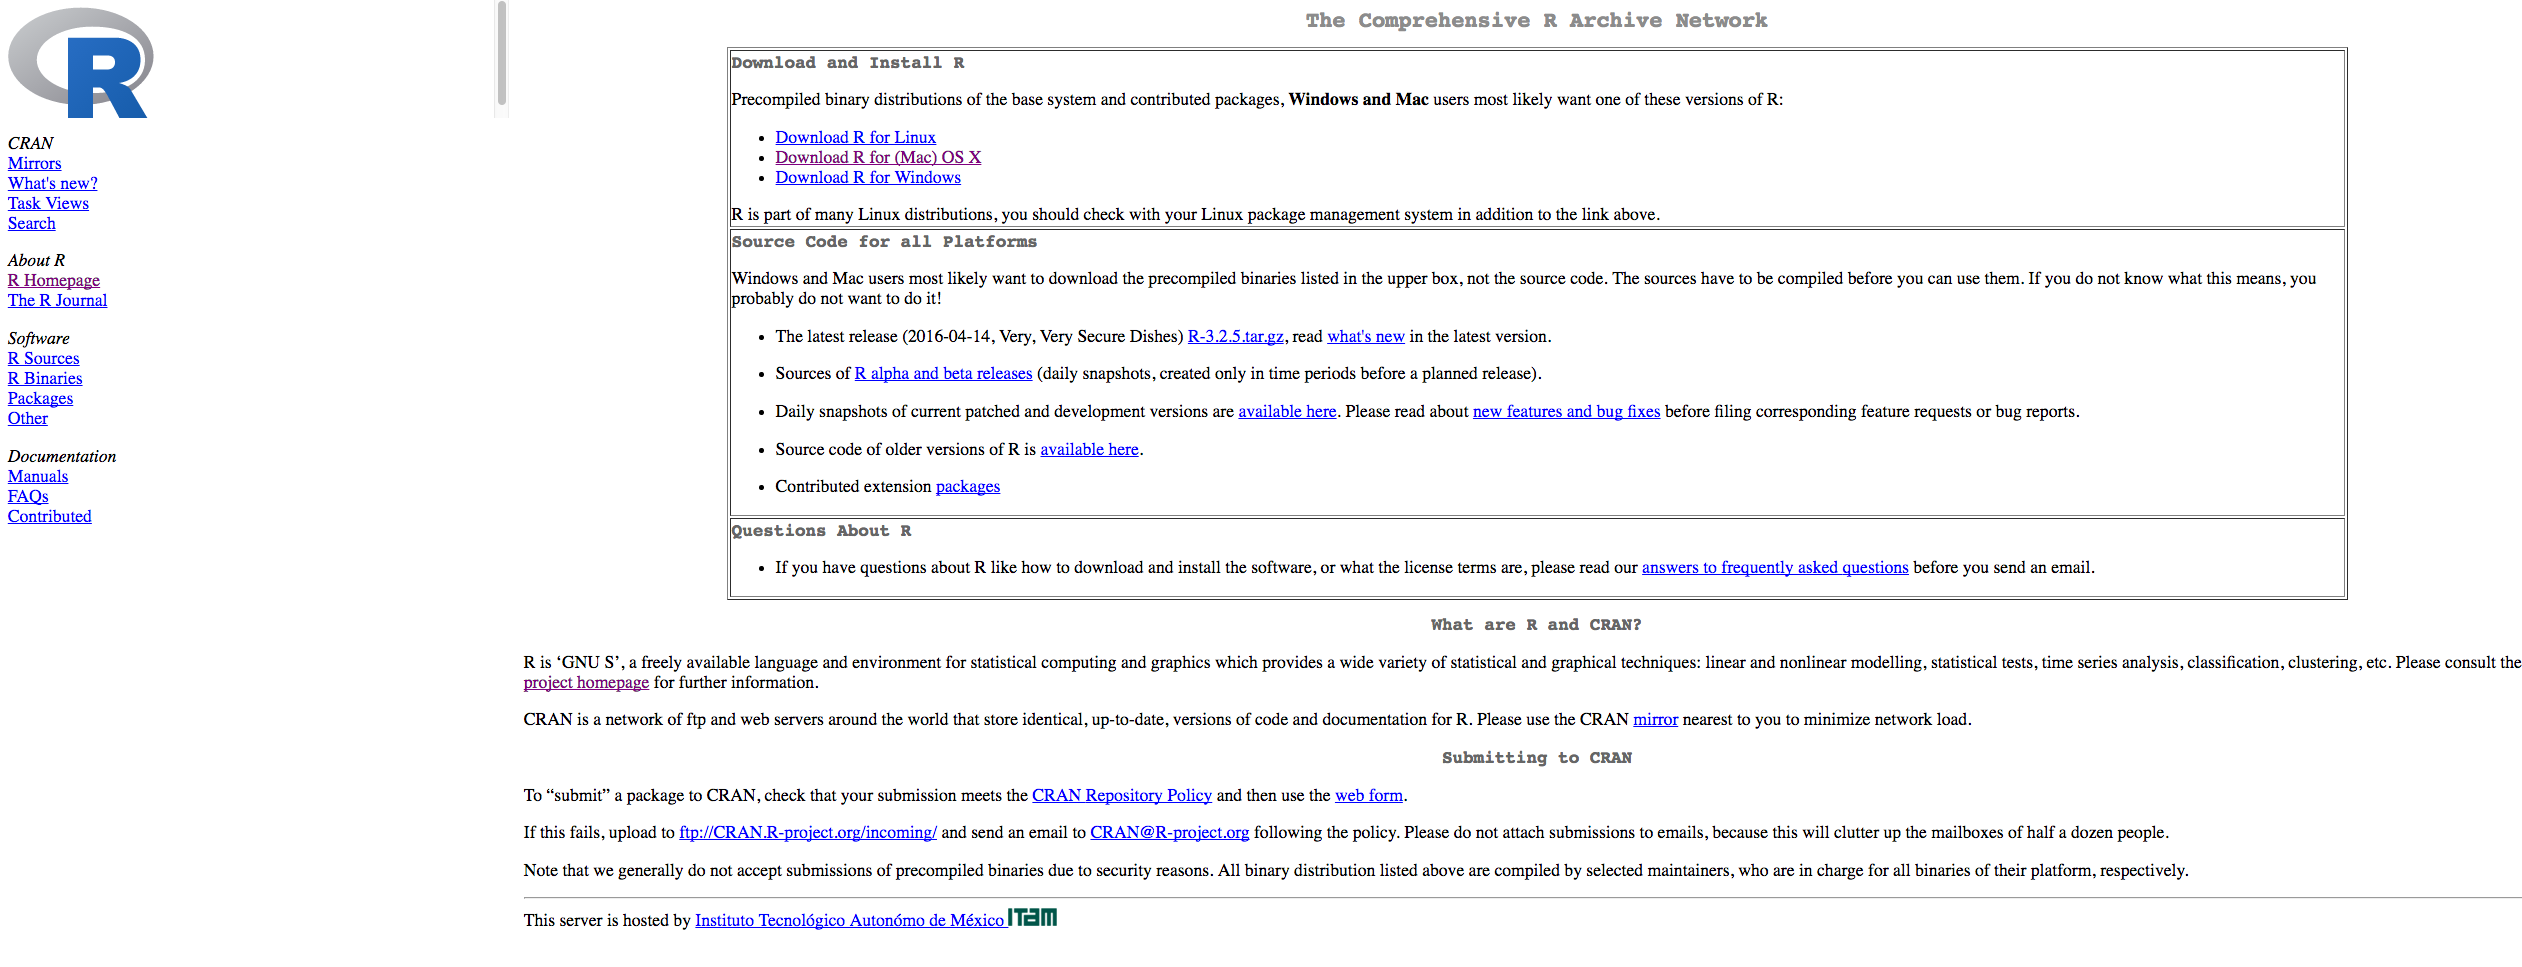 R
CRAN
Mirrors
What's new?
Task Views
Search
About R
R Homepage
The R Journal
Software
R Sources
R Binaries
Packages
Other
Documentation
Manuals
FAQs
Contributed
The Comprehensive R Archive Network
Download and Install R
Precompiled binary distributions of the base system and contributed packages, Windows and Mac users most likely want one of these versions of R:
• Download R for Linux
• Download R for (Mac) OS X
• Download R for Windows
R is part of many Linux distributions, you should check with your Linux package management system in addition to the link above.
Source Code for all Platforms
Windows and Mac users most likely want to download the precompiled binaries listed in the upper box, not the source code. The sources have to be compiled before you can use them. If you do not know what this means, you
probably do not want to do it!
• The latest release (2016-04-14, Very, Very Secure Dishes) R-3.2.5.tar.gz, read what's new in the latest version.
• Sources of R alpha and beta releases (daily snapshots, created only in time periods before a planned release).
• Daily snapshots of current patched and development versions are available here. Please read about new features and bug fixes before filing corresponding feature requests or bug reports.
• Source code of older versions of R is available here.
• Contributed extension packages
Questions About R
• If you have questions about R like how to download and install the software, or what the license terms are, please read our answers to frequently asked questions before you send an email.
What are R and CRAN?
R is ‘GNU S’, a freely available language and environment for statistical computing and graphics which provides a wide variety of statistical and graphical techniques: linear and nonlinear modelling, statistical tests, time series analysis, classification, clustering, etc. Please consult the
project homepage for further information.
CRAN is a network of ftp and web servers around the world that store identical, up-to-date, versions of code and documentation for R. Please use the CRAN mirror nearest to you to minimize network load.
Submitting to CRAN
To “submit” a package to CRAN, check that your submission meets the CRAN Repository Policy and then use the web form.
If this fails, upload to ftp://CRAN.R-project.org/incoming/ and send an email to CRAN@R-project.org following the policy. Please do not attach submissions to emails, because this will clutter up the mailboxes of half a dozen people.
Note that we generally do not accept submissions of precompiled binaries due to security reasons. All binary distribution listed above are compiled by selected maintainers, who are in charge for all binaries of their platform, respectively.
This server is hosted by Instituto Tecnológico Autonómo de México ITAM